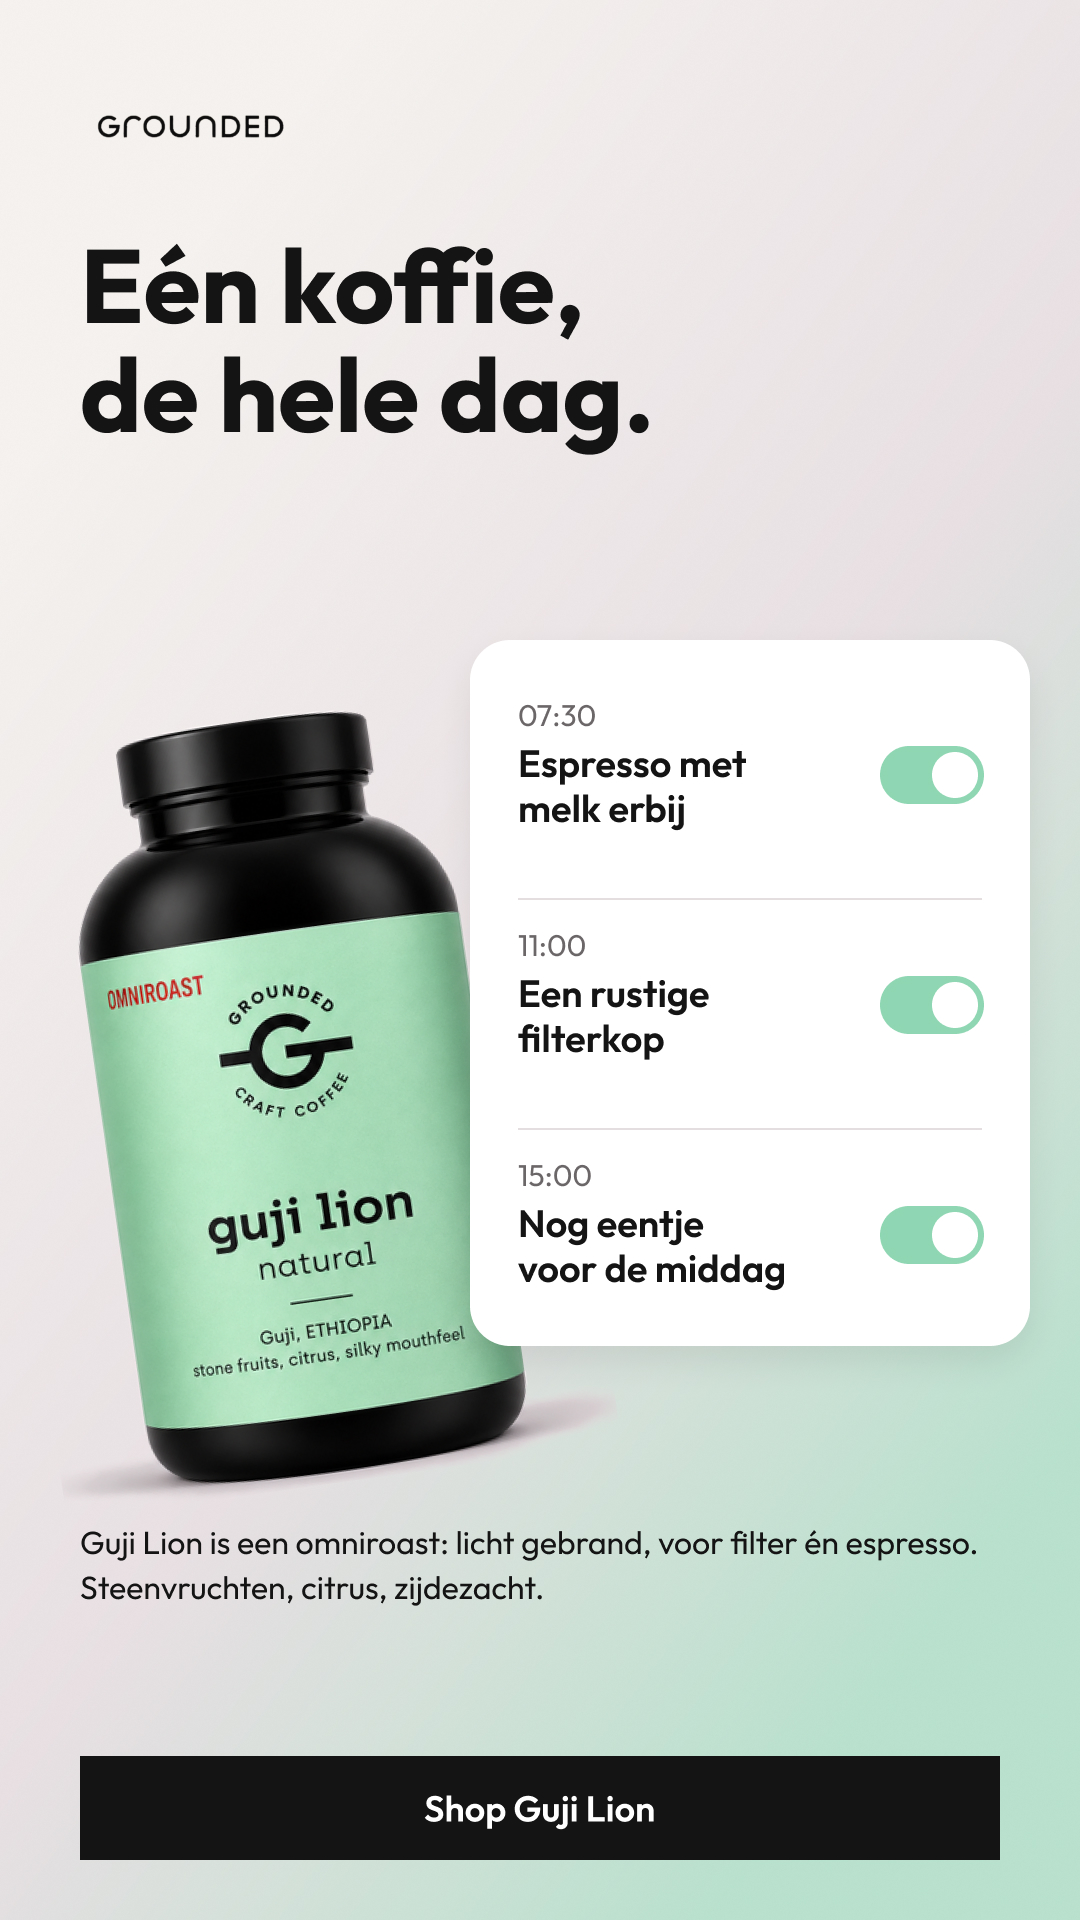 GROUNDED
Eén koffie,
de hele dag.
07:30
Espresso met
melk erbij
11:00
Een rustige
filterkop
15:00
Nog eentje
voor de middag
OMNIROAST
GROUNDED
G
CRAFT COFFEE
guji lion
natural
Guji, ETHIOPIA
stone fruits, citrus, silky mouthfeel
Guji Lion is een omniroast: licht gebrand, voor filter én espresso.
Steenvruchten, citrus, zijdezacht.
Shop Guji Lion